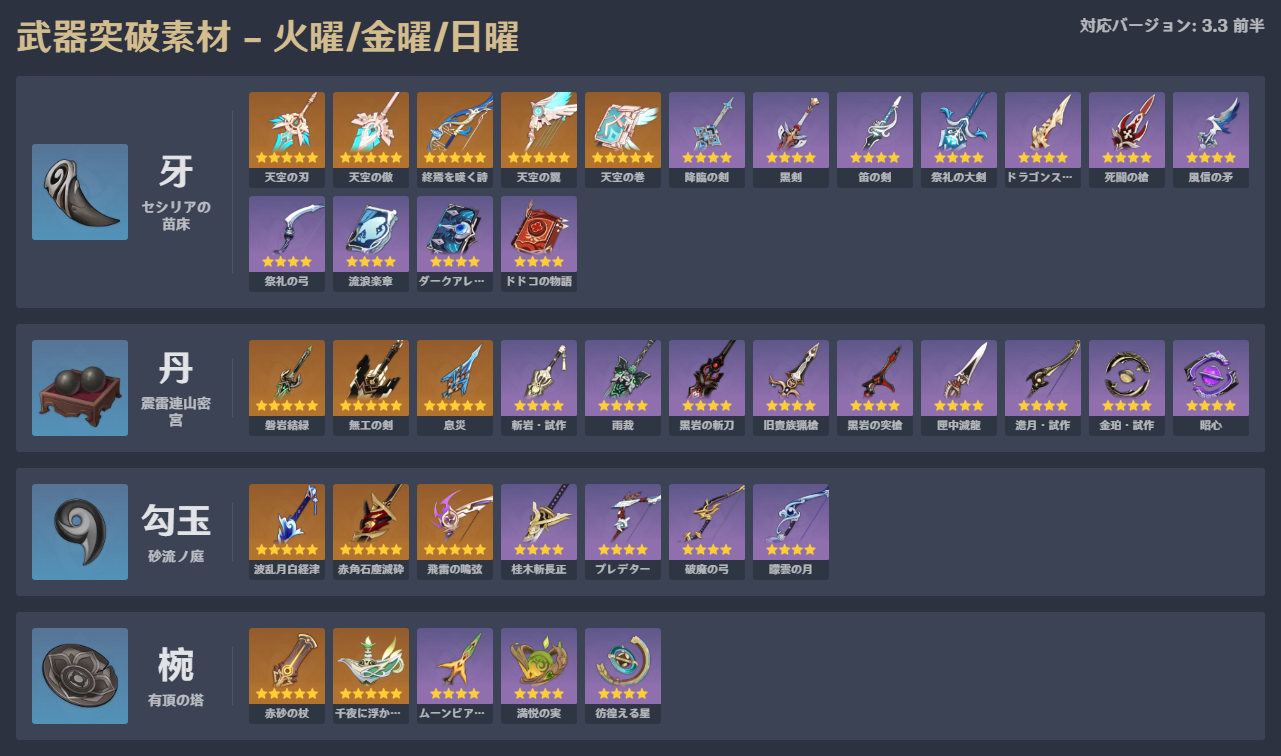 武器突破素材 – 火曜/金曜/日曜
対応バージョン: 3.3 前半
牙
セシリアの
苗床
天空の刃
天空の傲
終焉を嘆く詩
天空の翼
天空の巻
降臨の剣
黒剣
笛の剣
祭礼の大剣
ドラゴンス…
死闘の槍
風信の矛
祭礼の弓
流浪楽章
ダークアレ…
ドドコの物語
丹
震雷連山密
宮
磐岩結緑
無工の剣
息災
斬岩・試作
雨裁
黒岩の斬刀
旧貴族猟槍
黒岩の突槍
匣中滅龍
澹月・試作
金珀・試作
昭心
勾玉
砂流ノ庭
波乱月白経津
赤角石塵滅砕
飛雷の鳴弦
桂木斬長正
プレデター
破魔の弓
曚雲の月
椀
有頂の塔
赤砂の杖
千夜に浮か…
ムーンピア…
満悦の実
彷徨える星